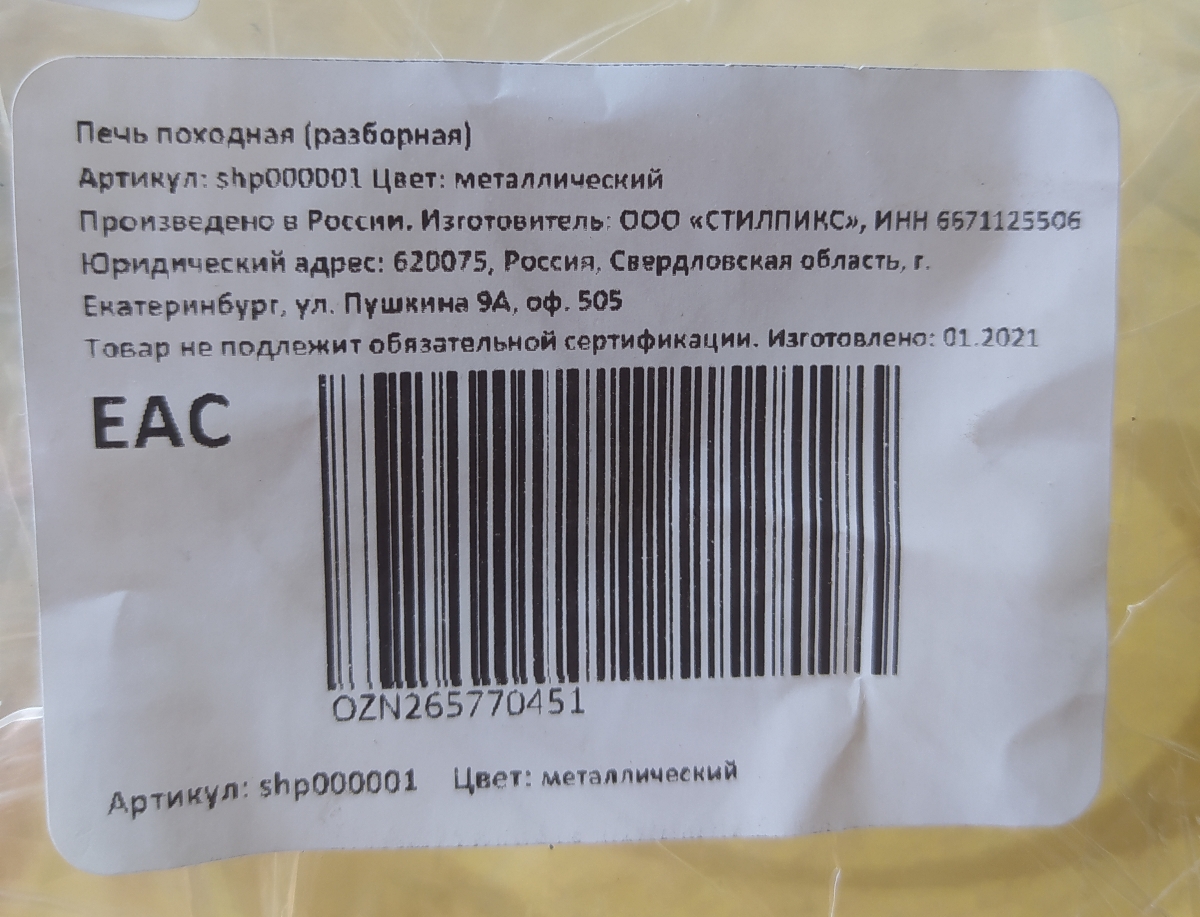 Печь походная (разборная)
Артикул: shp000001 Цвет: металлический
Произведено в России. Изготовитель: ООО «СТИЛПИКС», ИНН 6671125506
Юридический адрес: 620075, Россия, Свердловская область, г.
Екатеринбург, ул. Пушкина 9А, оф. 505
Товар не подлежит обязательной сертификации. Изготовлено: 01.2021
EAC
OZN265770451
Артикул: shp000001 Цвет: металлический